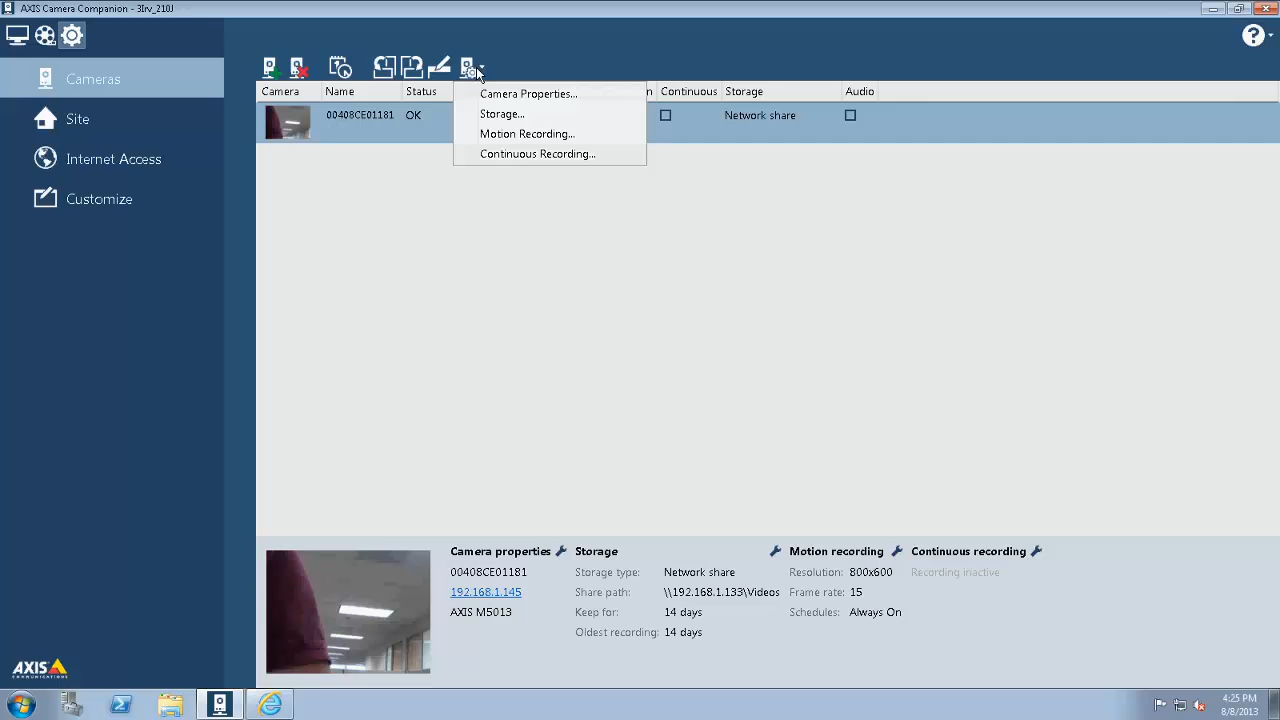 AXIS Camera Companion - 3Irv_210J
Cameras
Site
Internet Access
Customize
Camera Name Status n Continuous Storage Audio
00408CE01181 OK Network share
Camera Properties...
Storage...
Motion Recording...
Continuous Recording...
Camera properties Storage Motion recording Continuous recording
00408CE01181 Storage type: Network share Resolution: 800x600 Recording inactive
192.168.1.145 Share path: \\192.168.1.133\Videos Frame rate: 15
AXIS M5013 Keep for: 14 days Schedules: Always On
Oldest recording: 14 days
AXIS
4:25 PM
8/8/2013